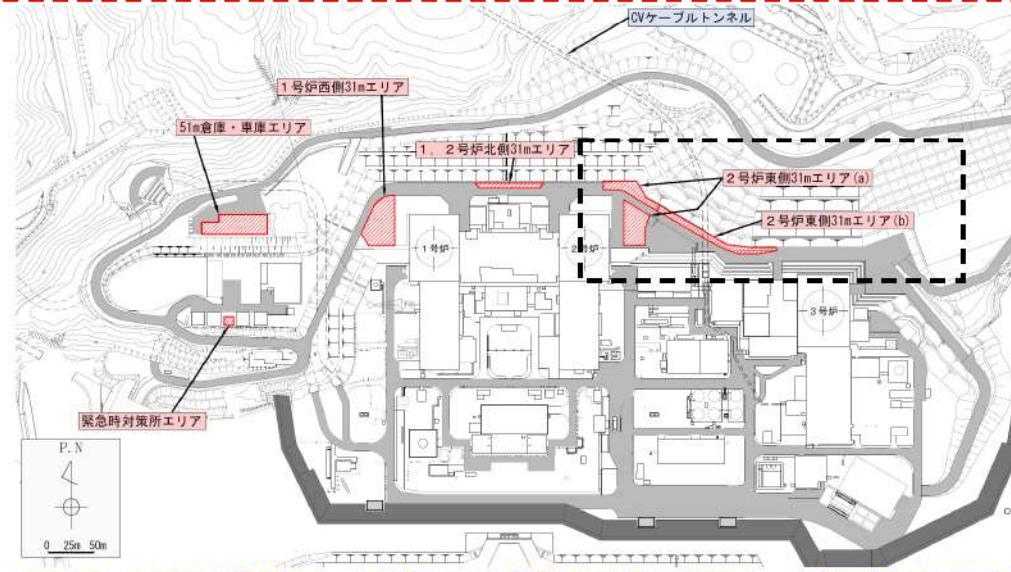 CVケーブルトンネル
1号炉西側31mエリア
51m倉庫・車庫エリア
1,2号炉北側31mエリア
2号炉東側31mエリア(a)
2号炉東側31mエリア(b)
1号炉
2号炉
3号炉
緊急時対策所エリア
P.N
0 25m 50m